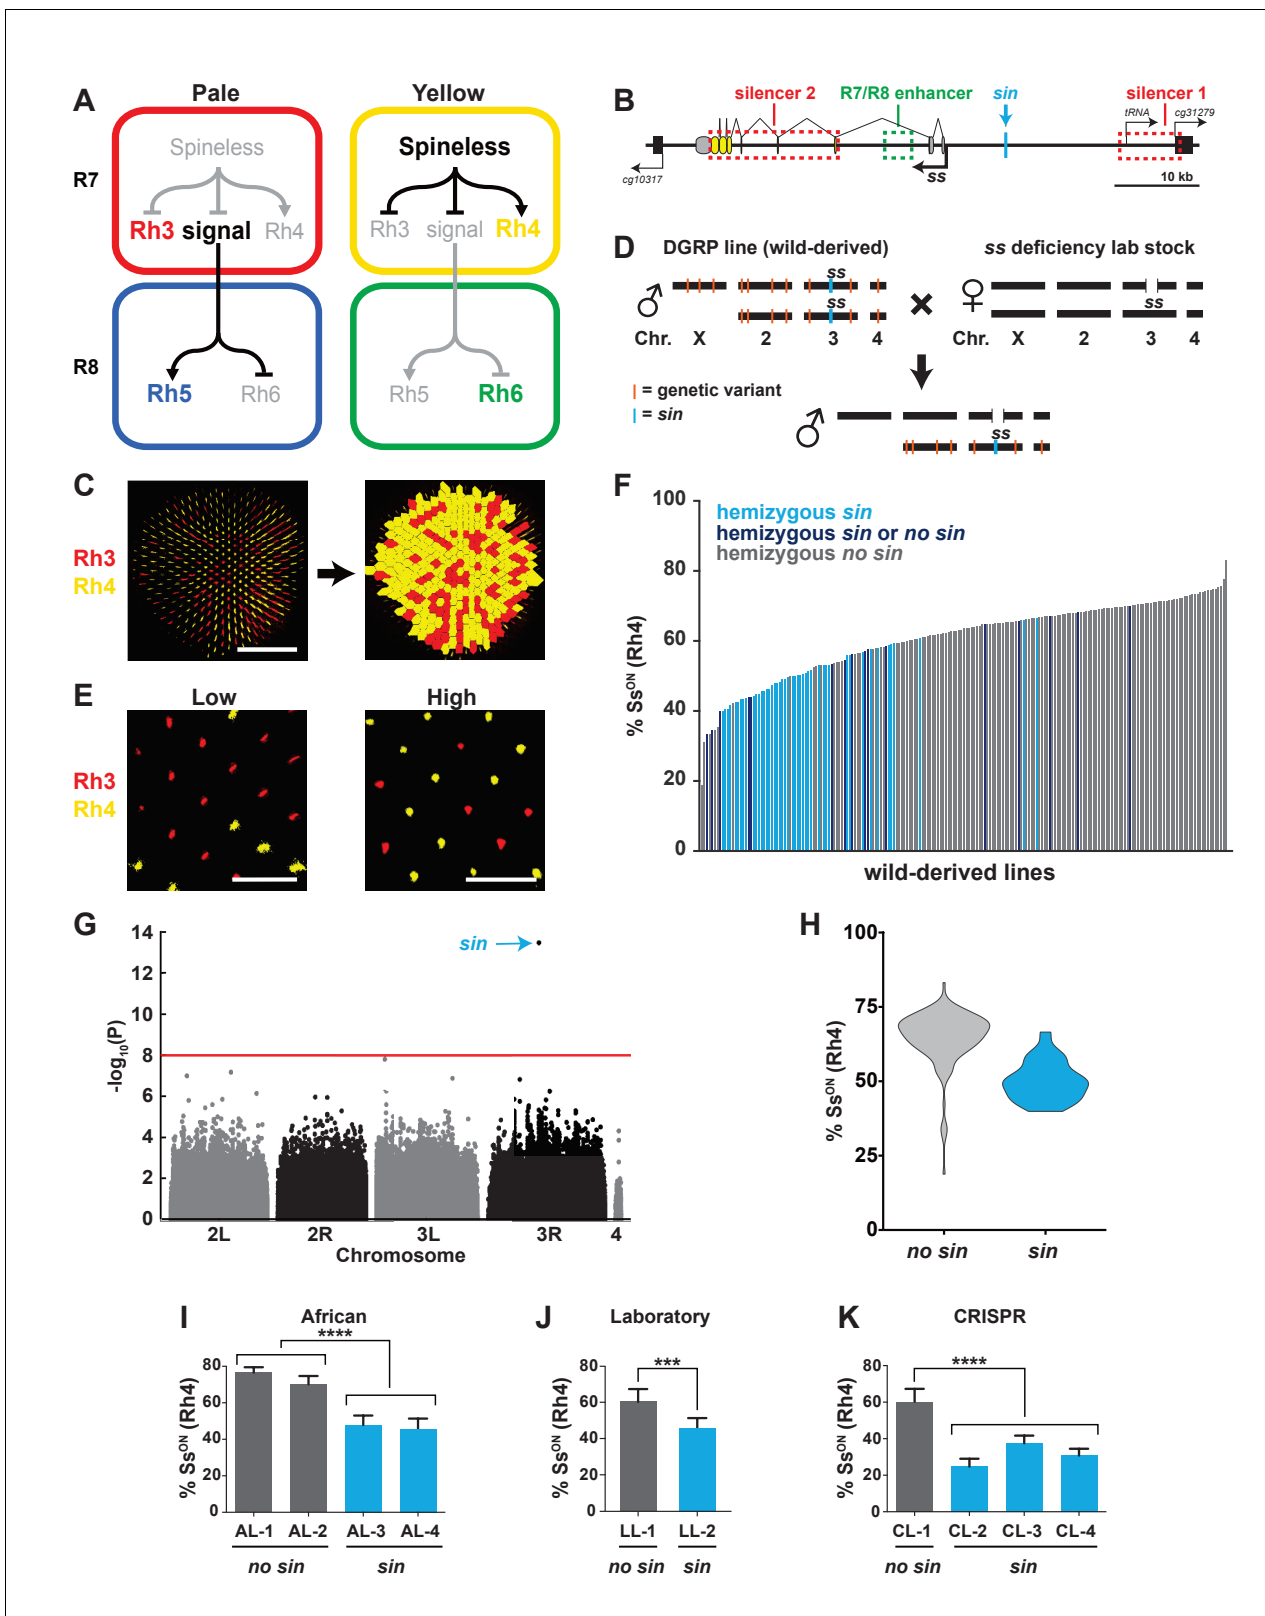 A
Pale
Yellow
R7
Spineless
Rh3 signal Rh4
Spineless
Rh3 signal Rh4
R8
Rh5 Rh6
Rh5 Rh6
B
silencer 2
R7/R8 enhancer
sin
silencer 1
tRNA
cg31279
cg10317
ss
10 kb
C
Rh3
Rh4
D
DGRP line (wild-derived)
ss deficiency lab stock
ss
ss
ss
Chr. X 2 3 4
Chr. X 2 3 4
= genetic variant
= sin
ss
E
Low
High
Rh3
Rh4
F
100
80
60
40
20
0
% Ss^ON (Rh4)
hemizygous sin
hemizygous sin or no sin
hemizygous no sin
wild-derived lines
G
14
12
10
8
6
4
2
0
-log10(P)
sin
2L 2R 3L 3R 4
Chromosome
H
100
75
50
25
0
% Ss^ON (Rh4)
no sin
sin
I
African
****
80
60
40
20
0
% Ss^ON (Rh4)
AL-1 AL-2 AL-3 AL-4
no sin sin
J
Laboratory
***
80
60
40
20
0
% Ss^ON (Rh4)
LL-1 LL-2
no sin sin
K
CRISPR
****
80
60
40
20
0
% Ss^ON (Rh4)
CL-1 CL-2 CL-3 CL-4
no sin sin